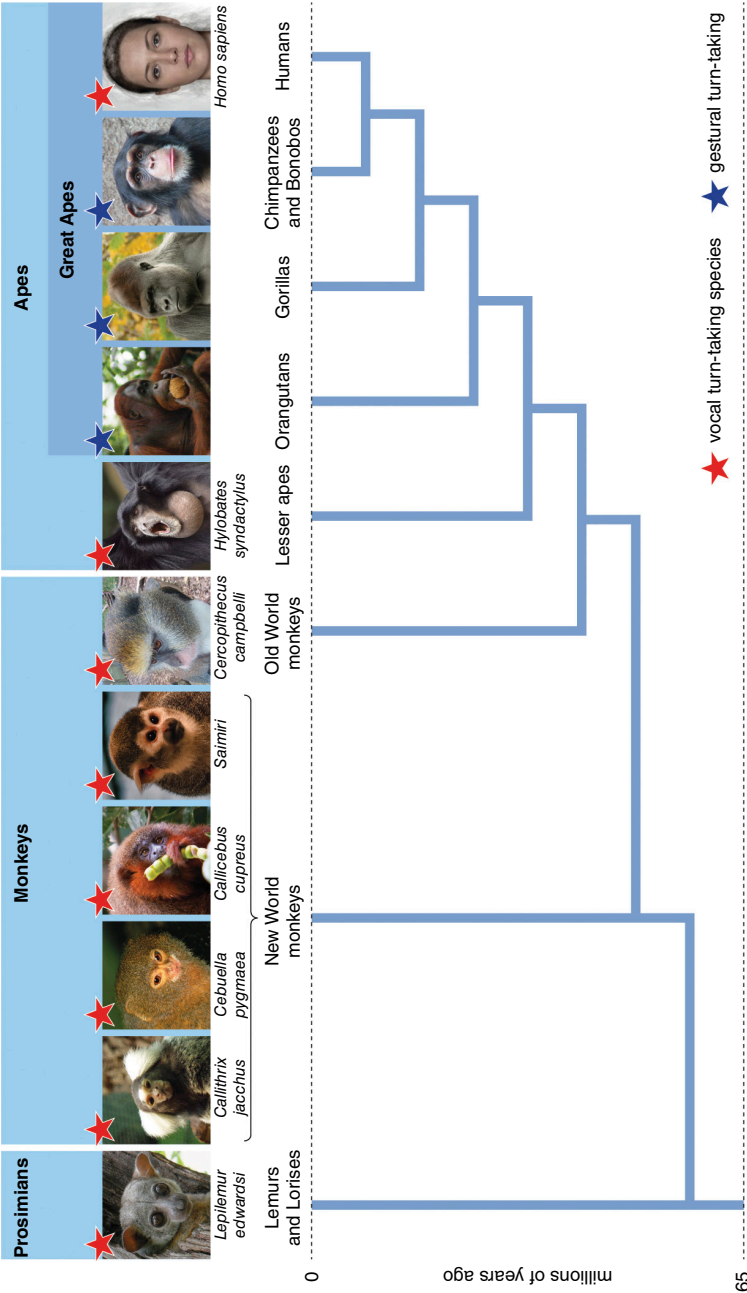 Prosimians
Monkeys
Apes
Great Apes
Lepilemur
edwardsi
Callithrix
jacchus
Cebuella
pygmaea
Callicebus
cupreus
Saimiri
Cercopithecus
campbelli
Hylobates
syndactylus
Homo sapiens
Lemurs
and Lorises
New World
monkeys
Old World
monkeys
Lesser apes
Orangutans
Gorillas
Chimpanzees
and Bonobos
Humans
0
millions of years ago
65
vocal turn-taking species
gestural turn-taking